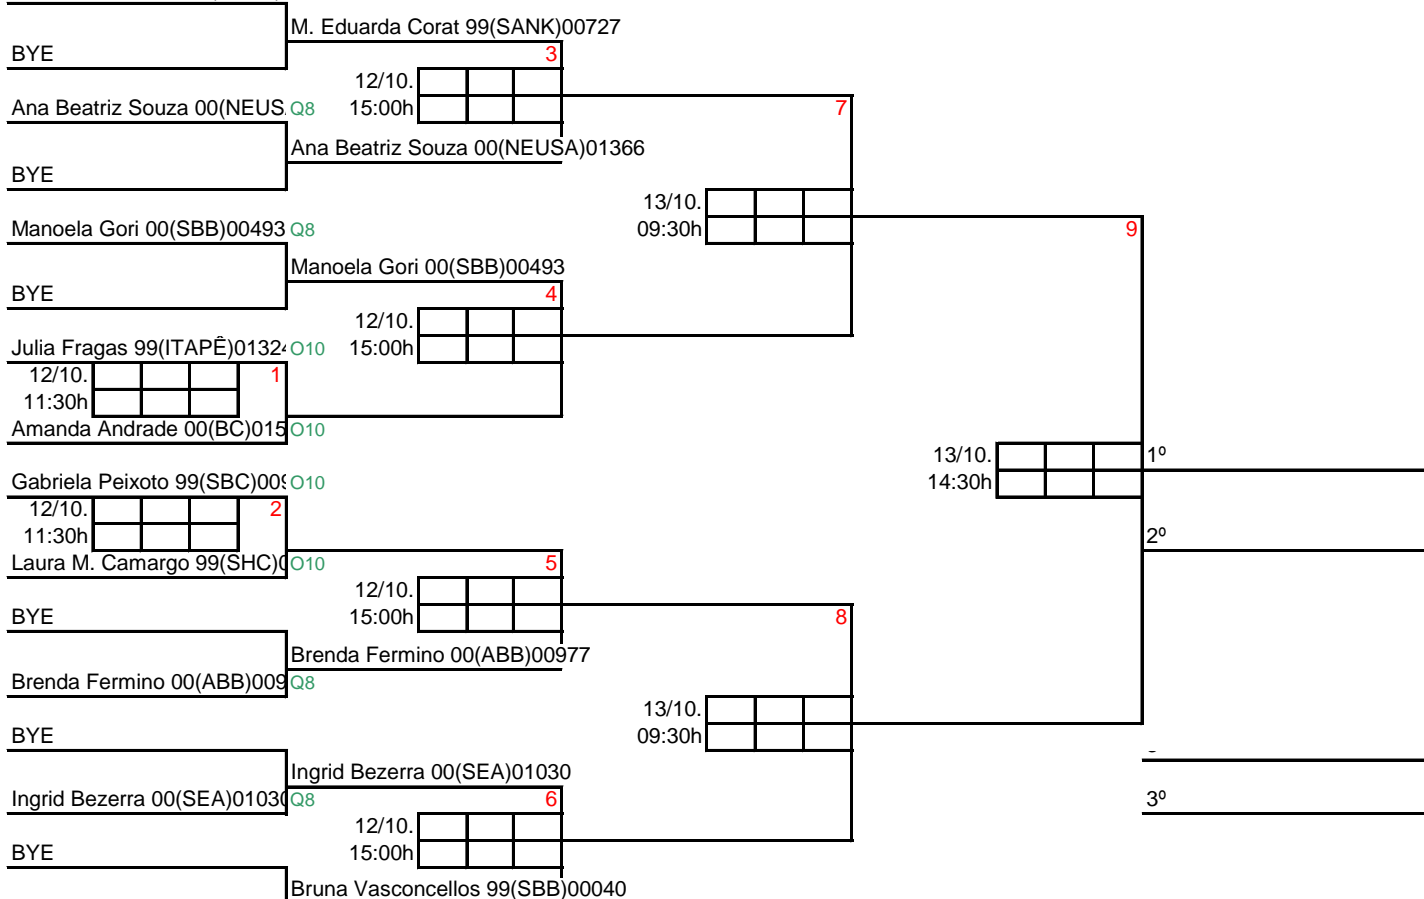 M. Eduarda Corat 99(SANK)00727
BYE
3
12/10.
Ana Beatriz Souza 00(NEUS Q8
15:00h
7
Ana Beatriz Souza 00(NEUSA)01366
BYE
13/10.
Manoela Gori 00(SBB)00493 Q8
09:30h
9
Manoela Gori 00(SBB)00493
BYE
4
12/10.
Julia Fragas 99(ITAPÊ)0132 O10
15:00h
12/10.
1
11:30h
Amanda Andrade 00(BC)015 O10
13/10.
1º
Gabriela Peixoto 99(SBC)009 O10
14:30h
12/10.
2
11:30h
2º
Laura M. Camargo 99(SHC)0 O10
5
12/10.
BYE
15:00h
8
Brenda Fermino 00(ABB)00977
Brenda Fermino 00(ABB)009 Q8
13/10.
BYE
09:30h
Ingrid Bezerra 00(SEA)01030
Ingrid Bezerra 00(SEA)0103 Q8
6
3º
12/10.
BYE
15:00h
Bruna Vasconcellos 99(SBB)00040